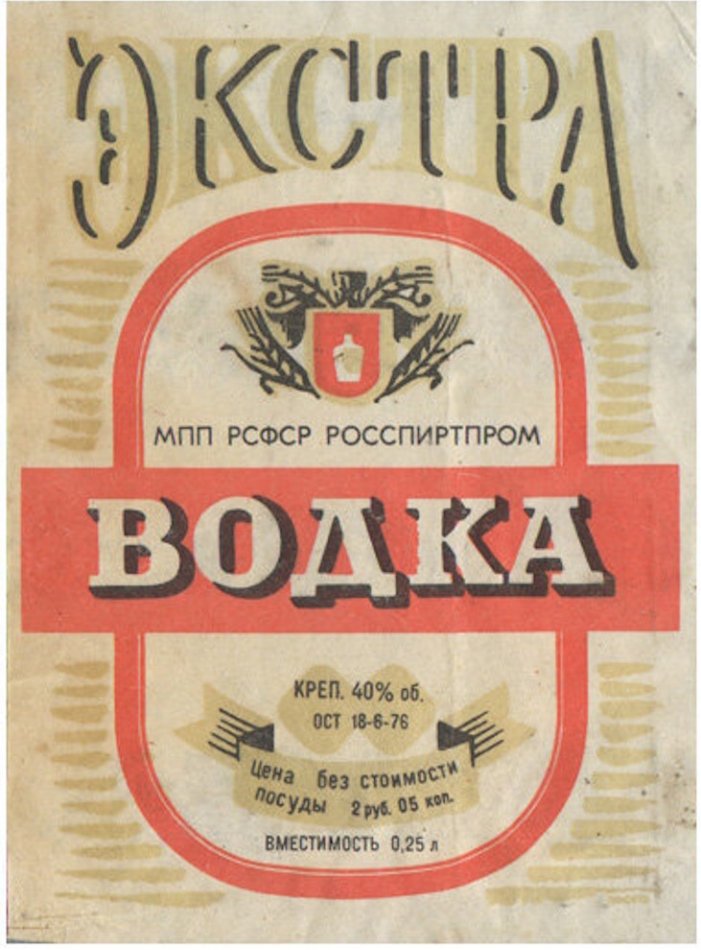 ЭКСТРА
МПП РСФСР РОССПИРТПРОМ
ВОДКА
КРЕП. 40% об.
ОСТ 18-6-76
Цена без стоимости
посуды 2 руб. 05 коп.
ВМЕСТИМОСТЬ 0,25 л